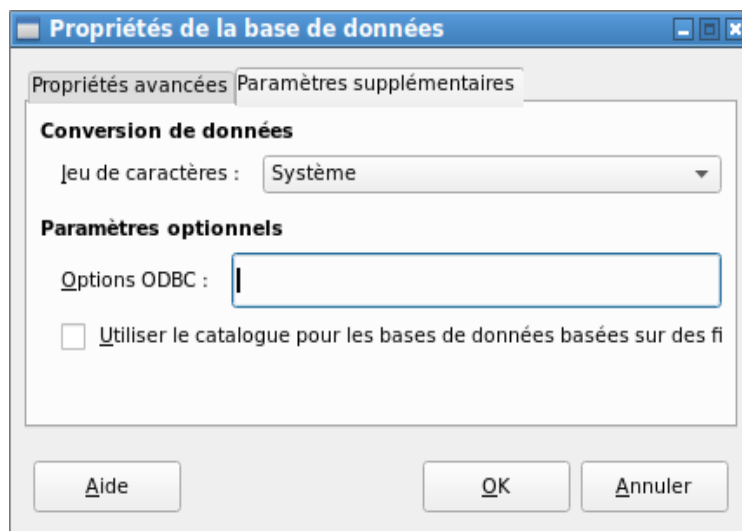 Propriétés de la base de données
Propriétés avancées Paramètres supplémentaires
Conversion de données
Jeu de caractères : Système
Paramètres optionnels
Options ODBC :
Utiliser le catalogue pour les bases de données basées sur des fi
Aide OK Annuler